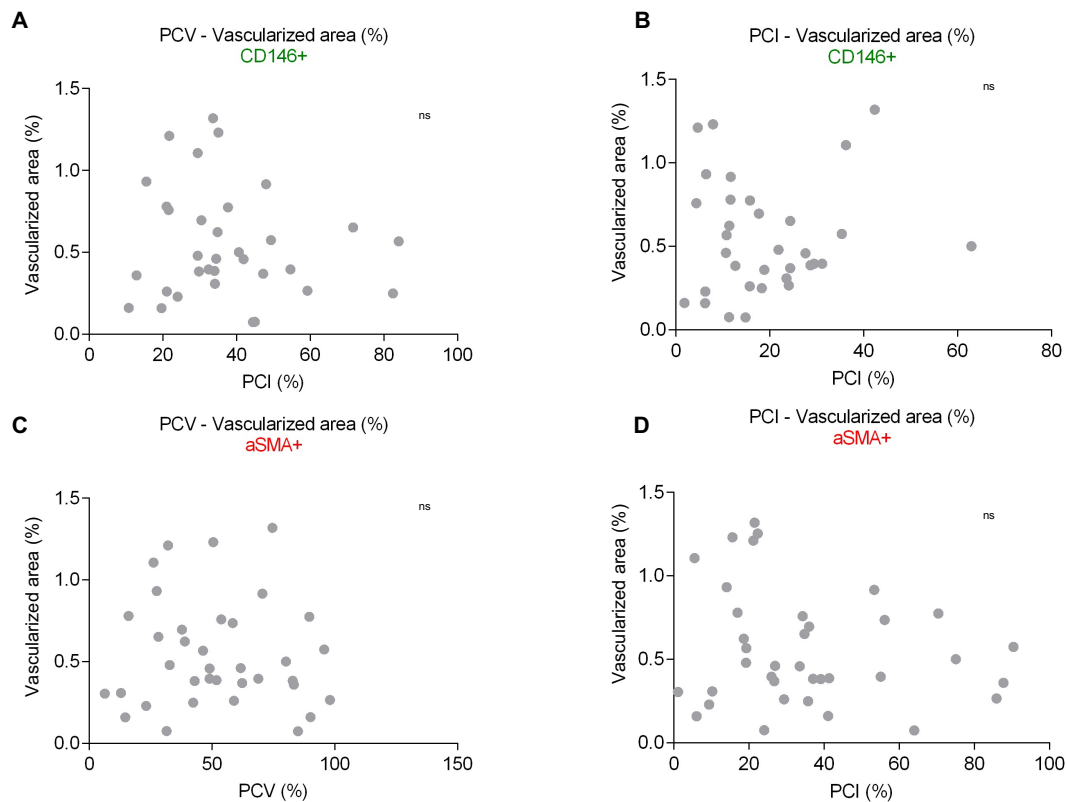 A
PCV - Vascularized area (%)
CD146+
ns
1.5
1.0
0.5
0.0
Vascularized area (%)
0 20 40 60 80 100
PCI (%)
B
PCI - Vascularized area (%)
CD146+
ns
1.5
1.0
0.5
0.0
Vascularized area (%)
0 20 40 60 80
PCI (%)
C
PCV - Vascularized area (%)
aSMA+
ns
1.5
1.0
0.5
0.0
Vascularized area (%)
0 50 100 150
PCV (%)
D
PCI - Vascularized area (%)
aSMA+
ns
1.5
1.0
0.5
0.0
Vascularized area (%)
0 20 40 60 80 100
PCI (%)